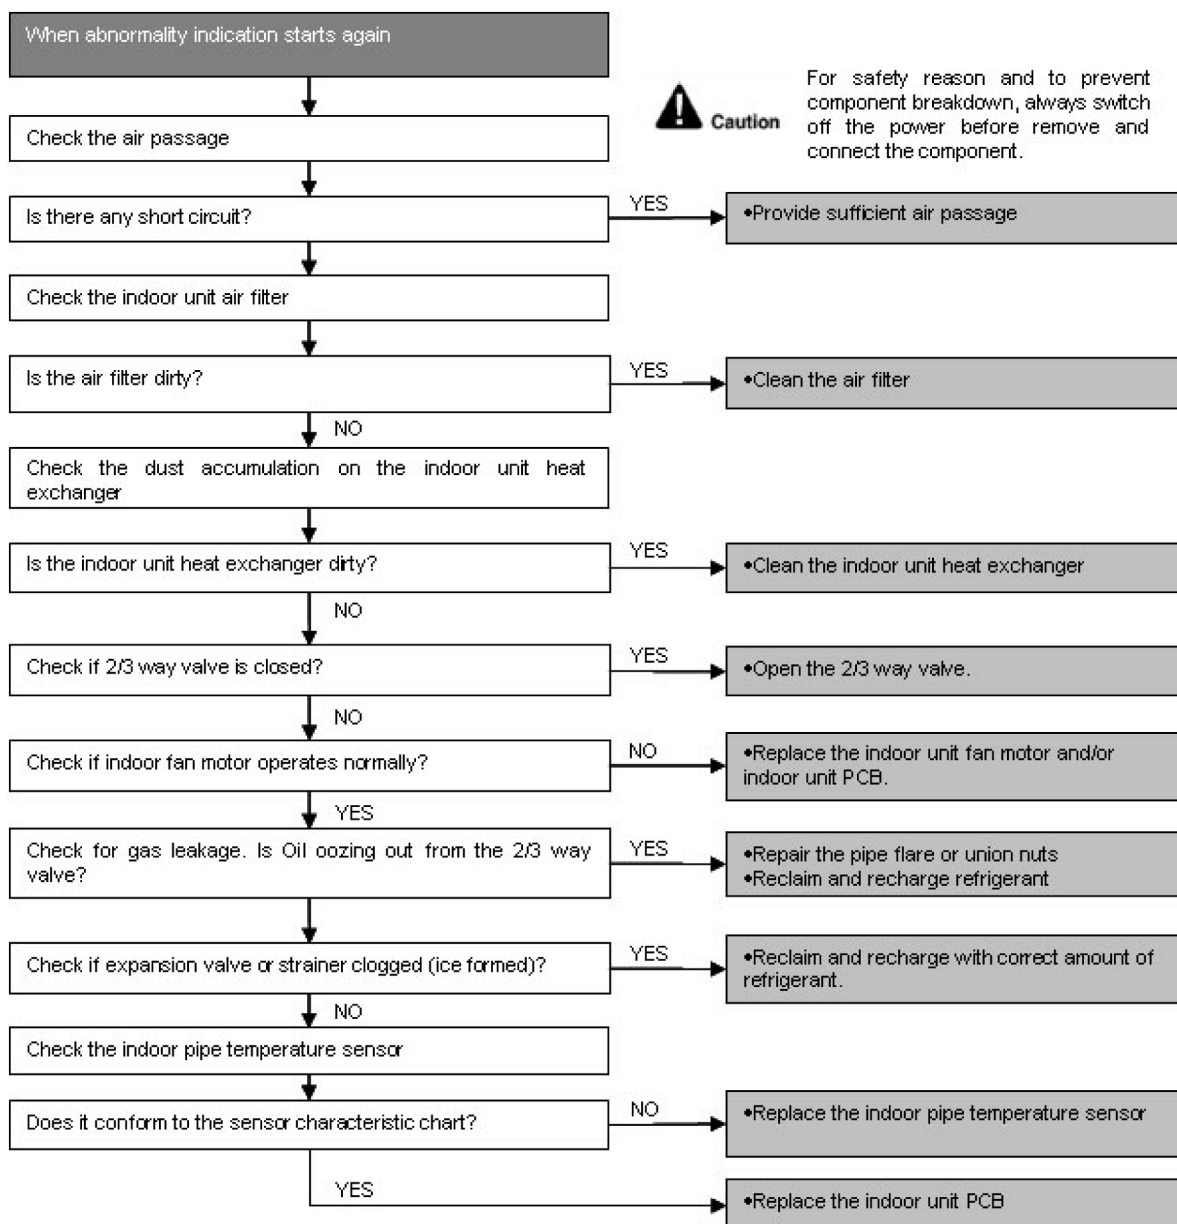 When abnormality indication starts again
For safety reason and to prevent
component breakdown, always switch
off the power before remove and
connect the component.
Caution
Check the air passage
Is there any short circuit?
YES
•Provide sufficient air passage
Check the indoor unit air filter
Is the air filter dirty?
YES
•Clean the air filter
NO
Check the dust accumulation on the indoor unit heat
exchanger
Is the indoor unit heat exchanger dirty?
YES
•Clean the indoor unit heat exchanger
NO
Check if 2/3 way valve is closed?
YES
•Open the 2/3 way valve.
NO
Check if indoor fan motor operates normally?
NO
•Replace the indoor unit fan motor and/or
indoor unit PCB.
YES
Check for gas leakage. Is Oil oozing out from the 2/3 way
valve?
YES
•Repair the pipe flare or union nuts
•Reclaim and recharge refrigerant
Check if expansion valve or strainer clogged (ice formed)?
YES
•Reclaim and recharge with correct amount of
refrigerant.
NO
Check the indoor pipe temperature sensor
Does it conform to the sensor characteristic chart?
NO
•Replace the indoor pipe temperature sensor
YES
•Replace the indoor unit PCB